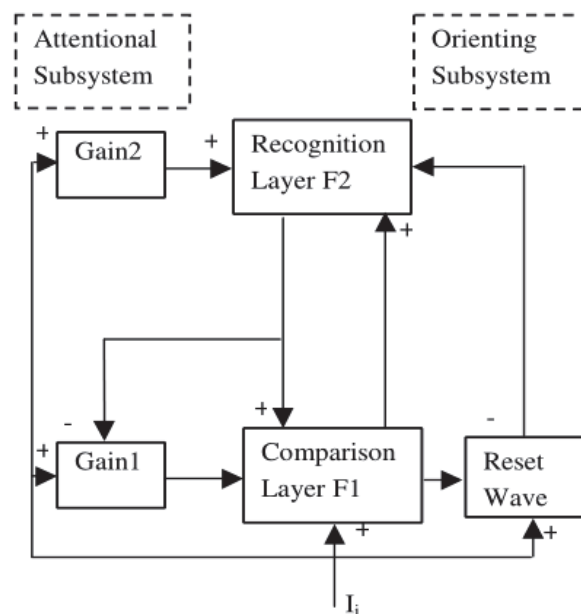 Attentional
Subsystem
Orienting
Subsystem
+
Gain2
+
Recognition
Layer F2
+
-
+
Gain1
+
Comparison
Layer F1
-
Reset
Wave
+
+
I_i